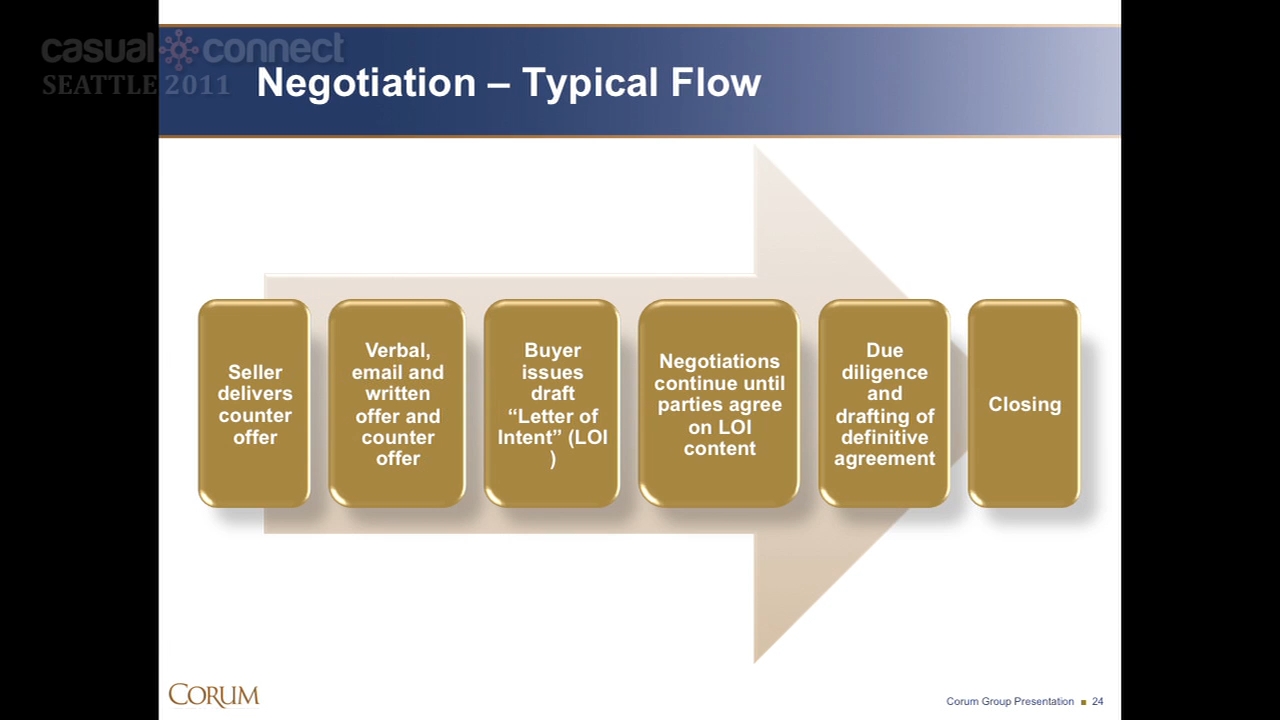 casual connect
SEATTLE 2011
Negotiation – Typical Flow
Seller
delivers
counter
offer
Verbal,
email and
written
offer and
counter
offer
Buyer
issues
draft
“Letter of
Intent” (LOI
)
Negotiations
continue until
parties agree
on LOI
content
Due
diligence
and
drafting of
definitive
agreement
Closing
CORUM
Corum Group Presentation ■ 24